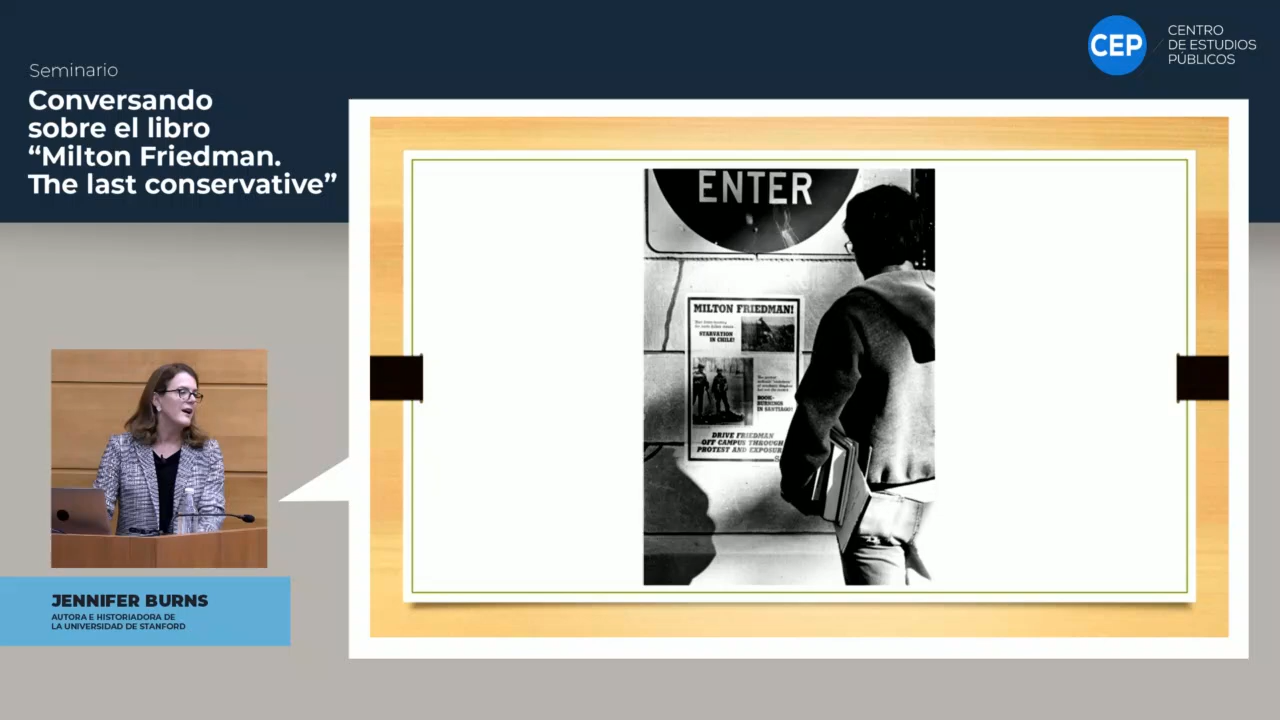 Seminario
Conversando
sobre el libro
“Milton Friedman.
The last conservative”
CEP
CENTRO
DE ESTUDIOS
PÚBLICOS
ENTER
MILTON FRIEDMAN!
STARVATION
IN CHILE!
BOOK-
BURNINGS
IN SANTIAGO!
DRIVE FRIEDMAN
OFF CAMPUS THROUGH
PROTEST AND EXPOSUR
JENNIFER BURNS
AUTORA E HISTORIADORA DE
LA UNIVERSIDAD DE STANFORD